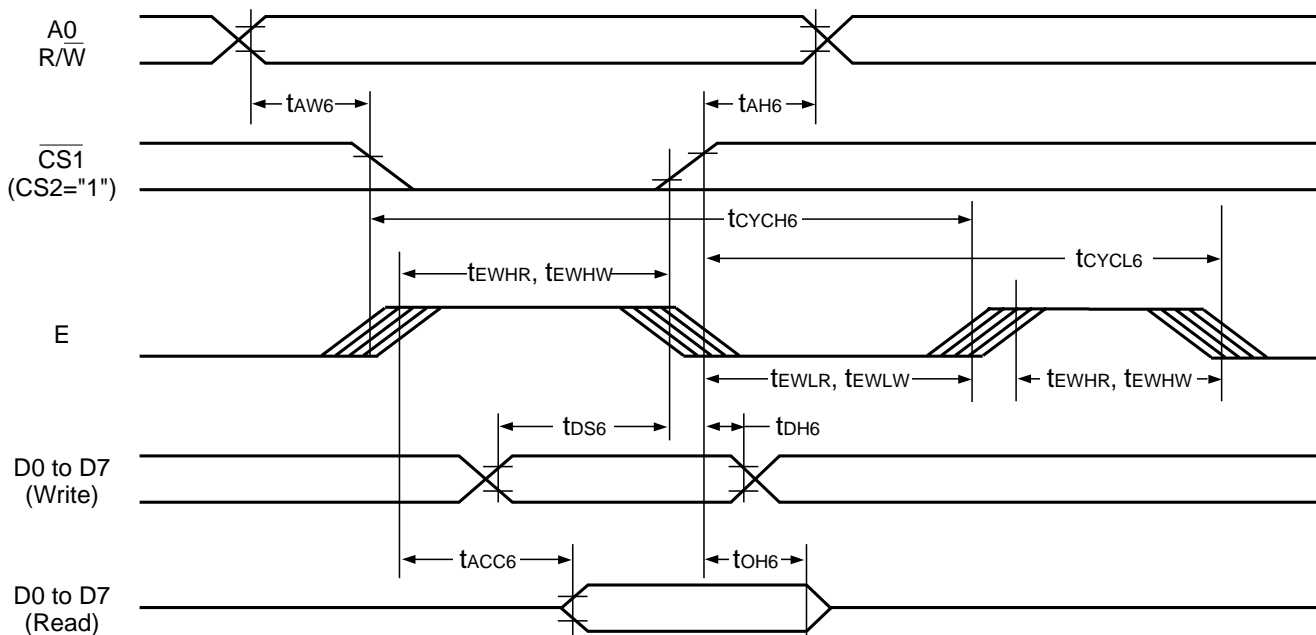 A0
R/W̅
tAW6
tAH6
C̅S̅1̅
(CS2="1")
tCYCH6
tCYCL6
tEWHR, tEWHW
E
tEWLR, tEWLW
tEWHR, tEWHW
tDS6
tDH6
D0 to D7
(Write)
tACC6
tOH6
D0 to D7
(Read)